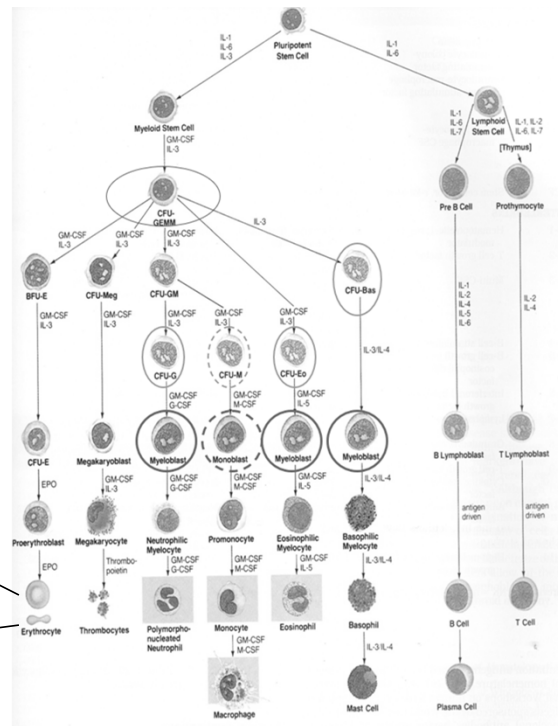 Pluripotent
Stem Cell
IL-1
IL-6
IL-3
IL-1
IL-6
Myeloid Stem Cell
Lymphoid
Stem Cell
GM-CSF
IL-3
IL-1
IL-6
IL-7
IL-1, IL-2
IL-6, IL-7
[Thymus]
CFU-
GEMM
Pre B Cell
Prothymocyte
GM-CSF
IL-3
GM-CSF
IL-3
GM-CSF
IL-3
IL-3
BFU-E
CFU-Meg
CFU-GM
CFU-Bas
GM-CSF
IL-3
GM-CSF
IL-3
GM-CSF
IL-3
GM-CSF
IL-3
GM-CSF
IL-3
IL-1
IL-2
IL-4
IL-5
IL-6
IL-2
IL-4
IL-3/IL-4
CFU-G
CFU-M
CFU-Eo
GM-CSF
G-CSF
GM-CSF
M-CSF
GM-CSF
IL-5
CFU-E
Megakaryoblast
Myeloblast
Monoblast
Myeloblast
Myeloblast
B Lymphoblast
T Lymphoblast
EPO
GM-CSF
IL-3
GM-CSF
G-CSF
GM-CSF
M-CSF
GM-CSF
IL-5
IL-3/IL-4
antigen
driven
antigen
driven
Proerythroblast
Megakaryocyte
Neutrophilic
Myelocyte
Promonocyte
Eosinophilic
Myelocyte
Basophilic
Myelocyte
EPO
Thrombo-
poietin
GM-CSF
G-CSF
GM-CSF
M-CSF
GM-CSF
IL-5
IL-3/IL-4
Erythrocyte
Thrombocytes
Polymorpho-
nucleated
Neutrophil
Monocyte
Eosinophil
Basophil
B Cell
T Cell
GM-CSF
M-CSF
IL-3/IL-4
Macrophage
Mast Cell
Plasma Cell